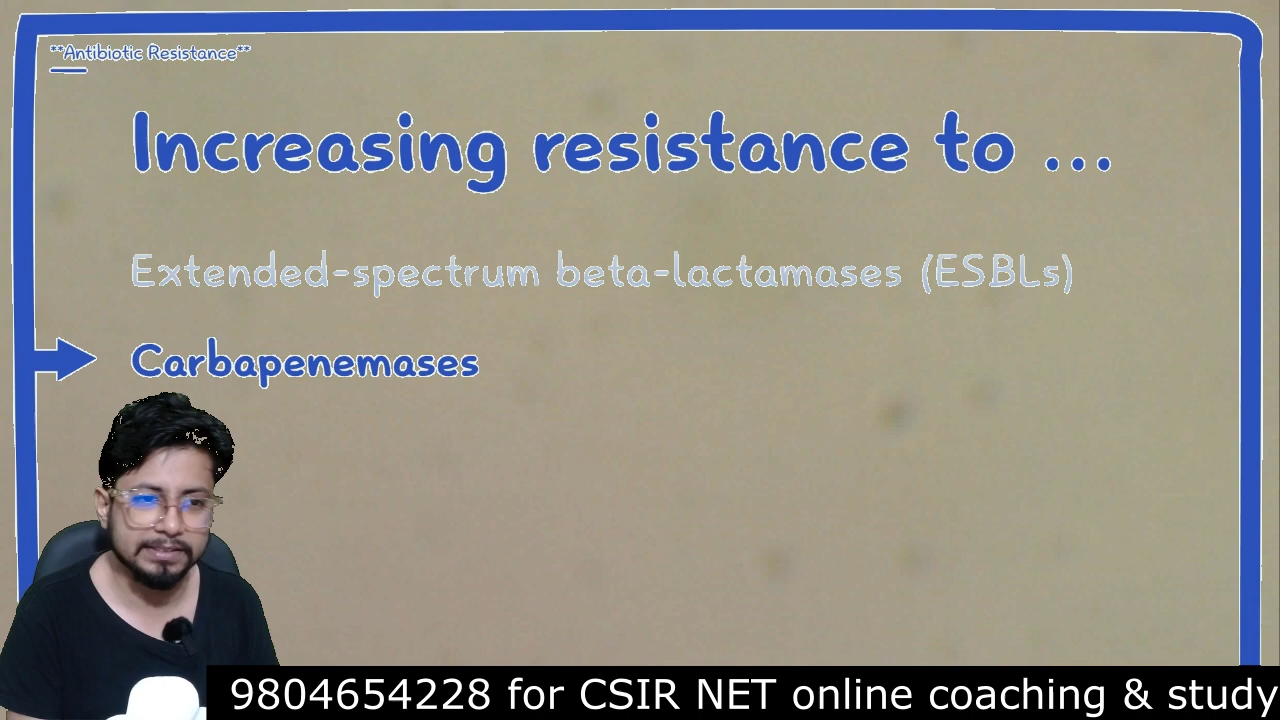 **Antibiotic Resistance**
Increasing resistance to ...
Extended-spectrum beta-lactamases (ESBLs)
Carbapenemases
9804654228 for CSIR NET online coaching & study